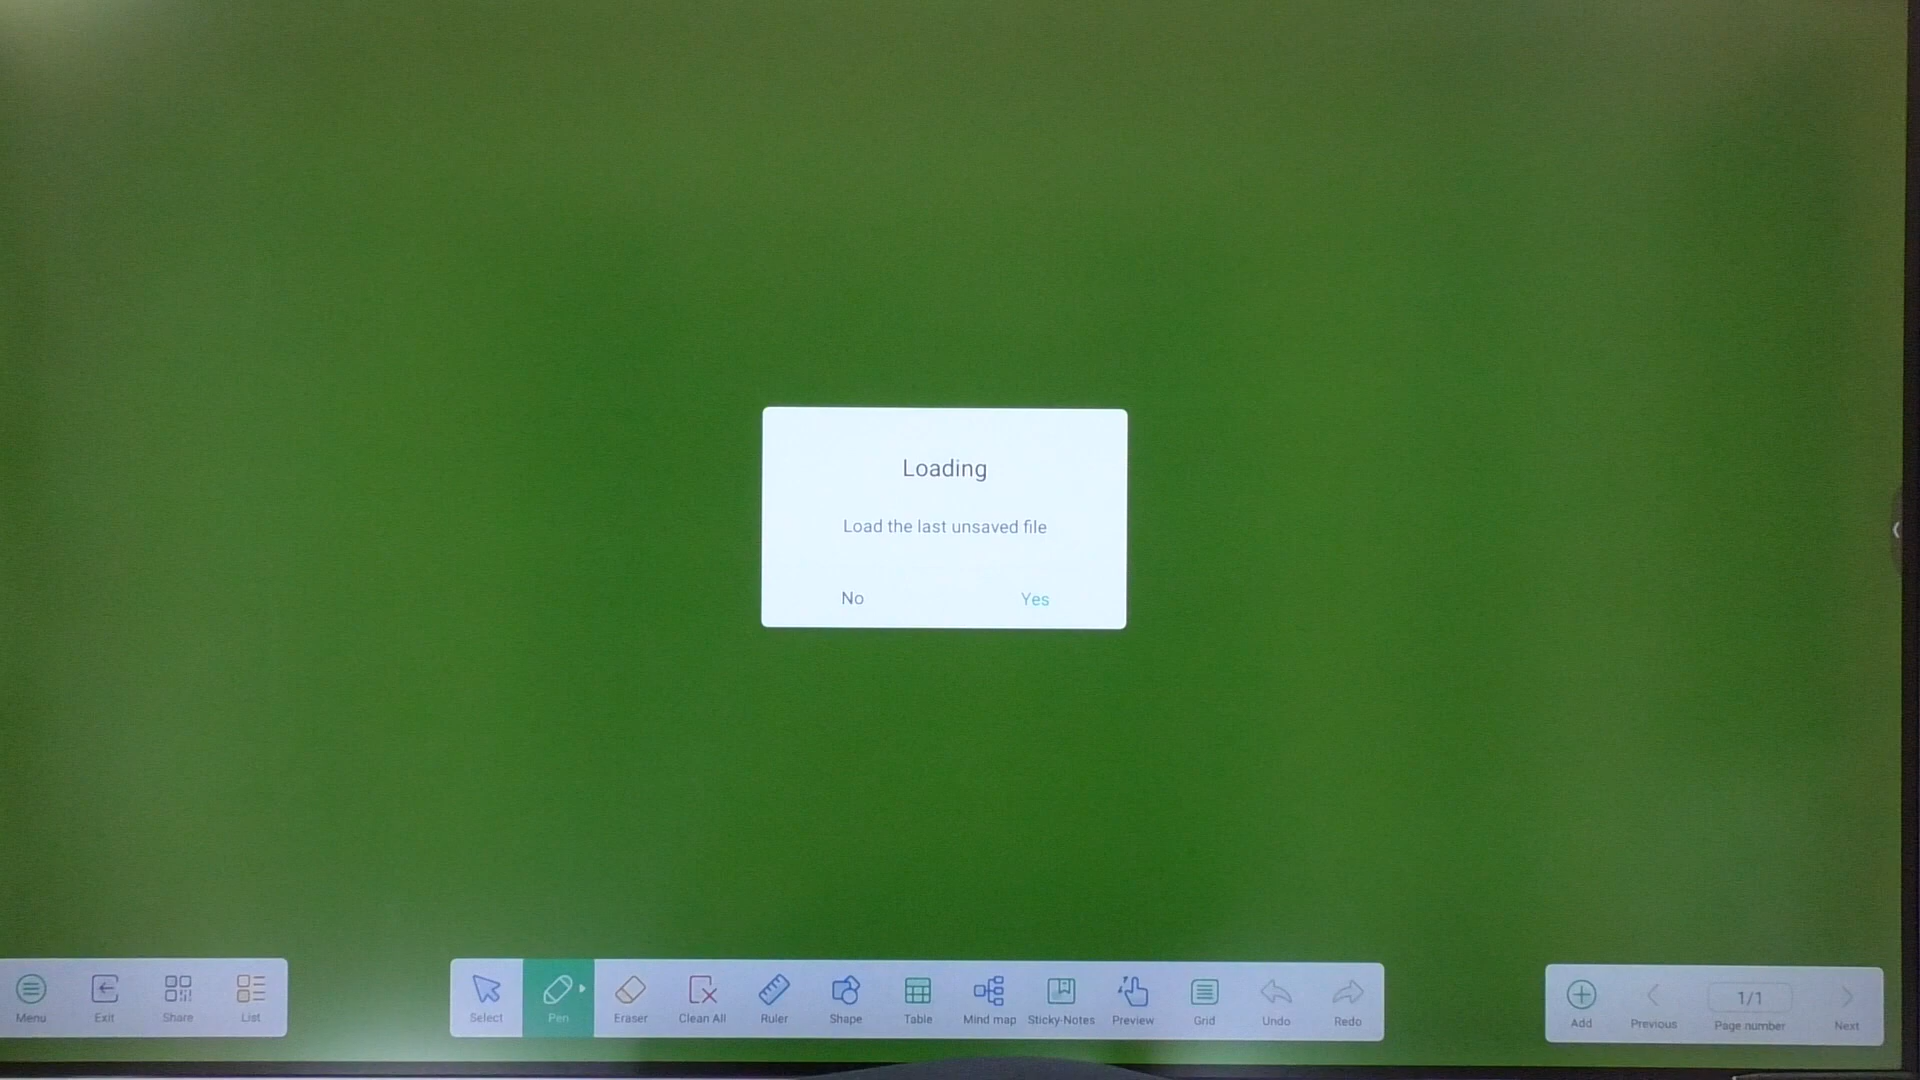 Loading
Load the last unsaved file
No Yes
Menu Exit Share List
Select Pen Eraser Clean All Ruler Shape Table Mind map Sticky-Notes Preview Grid Undo Redo
1/1
Add Previous Page number Next